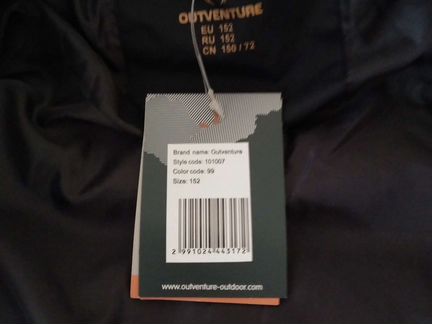 OUTVENTURE
EU 152
RU 152
CN 150/72
Brand name: Outventure
Style code: 101007
Color code: 99
Size: 152
2 991024 443172
www.outventure-outdoor.com